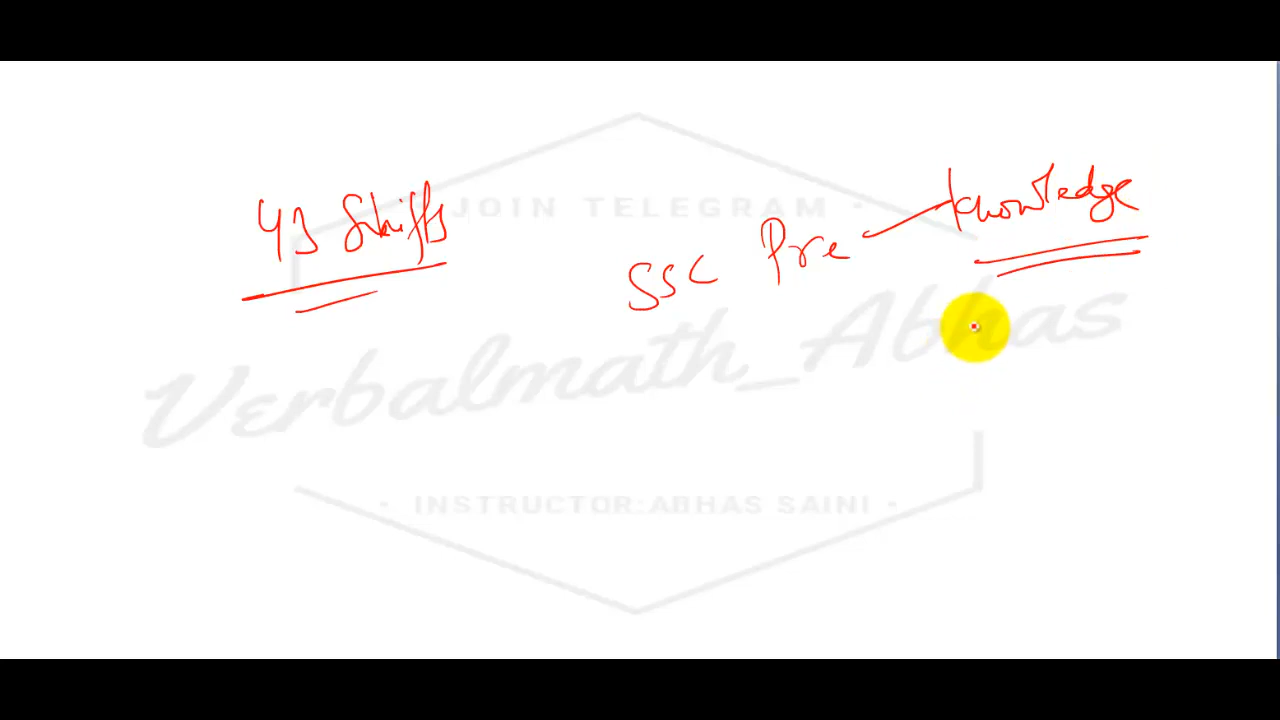 43 Shifts
SSC Pre knowledge
· JOIN TELEGRAM ·
Verbalmath_Abhas
· INSTRUCTOR:ABHAS SAINI ·